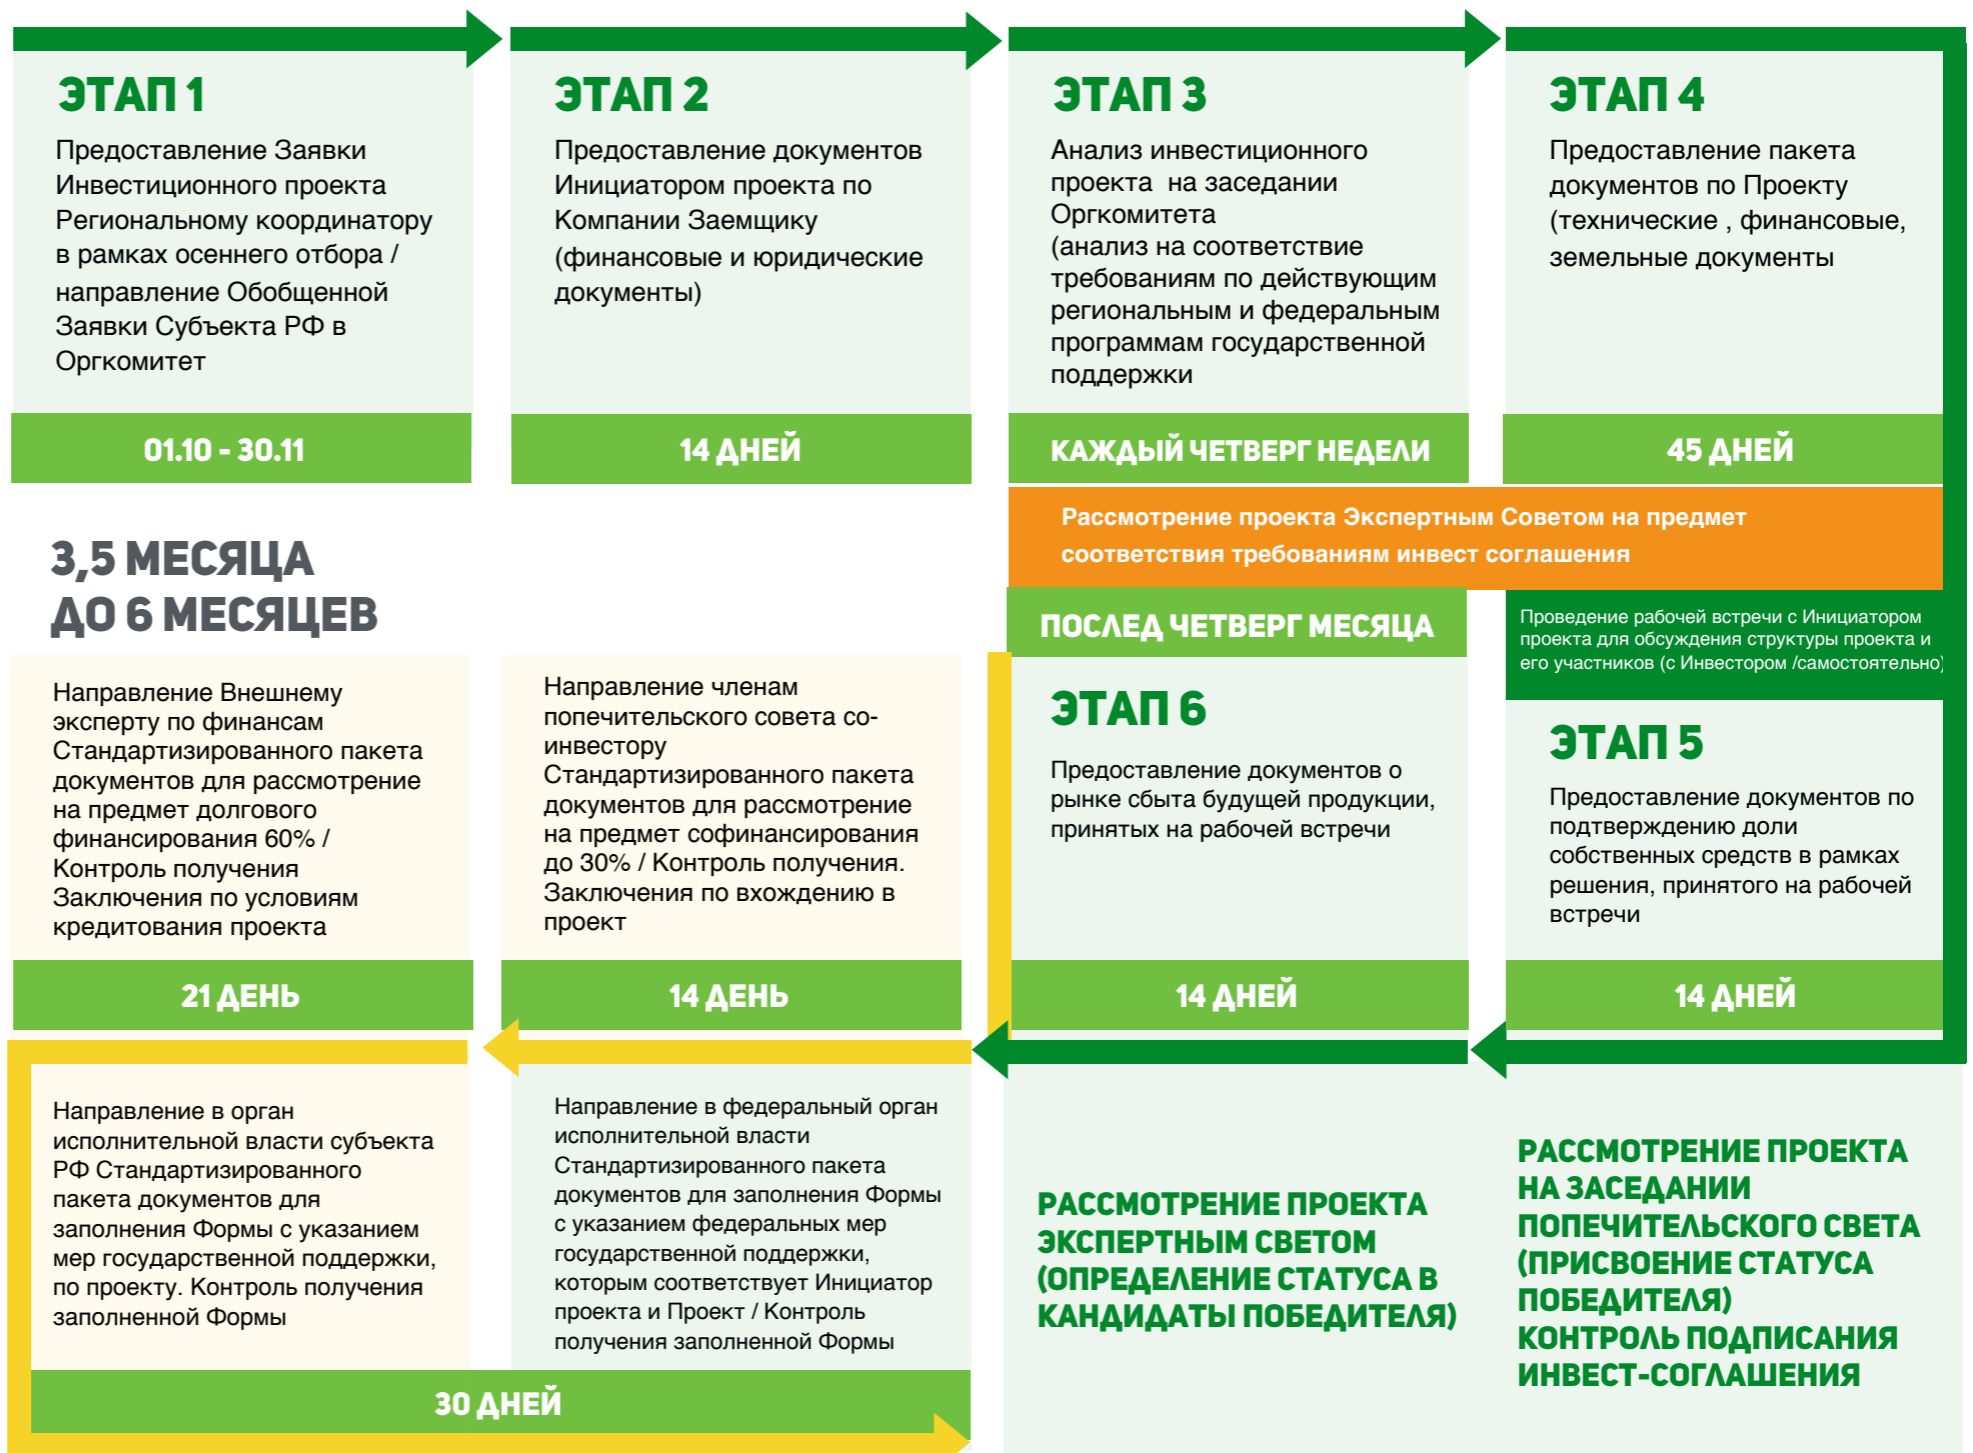 ЭТАП 1
Предоставление Заявки
Инвестиционного проекта
Региональному координатору
в рамках осеннего отбора /
направление Обобщенной
Заявки Субъекта РФ в
Оргкомитет
01.10 - 30.11
ЭТАП 2
Предоставление документов
Инициатором проекта по
Компании Заемщику
(финансовые и юридические
документы)
14 ДНЕЙ
ЭТАП 3
Анализ инвестиционного
проекта на заседании
Оргкомитета
(анализ на соответствие
требованиям по действующим
региональным и федеральным
программам государственной
поддержки
КАЖДЫЙ ЧЕТВЕРГ НЕДЕЛИ
ЭТАП 4
Предоставление пакета
документов по Проекту
(технические , финансовые,
земельные документы
45 ДНЕЙ
Рассмотрение проекта Экспертным Советом на предмет
соответствия требованиям инвест соглашения
3,5 МЕСЯЦА
ДО 6 МЕСЯЦЕВ
ПОСЛЕД ЧЕТВЕРГ МЕСЯЦА
Проведение рабочей встречи с Инициатором
проекта для обсуждения структуры проекта и
его участников (с Инвестором /самостоятельно)
Направление Внешнему
эксперту по финансам
Стандартизированного пакета
документов для рассмотрение
на предмет долгового
финансирования 60% /
Контроль получения
Заключения по условиям
кредитования проекта
21 ДЕНЬ
Направление членам
попечительского совета со-
инвестору
Стандартизированного пакета
документов для рассмотрение
на предмет софинансирования
до 30% / Контроль получения.
Заключения по вхождению в
проект
14 ДЕНЬ
ЭТАП 6
Предоставление документов о
рынке сбыта будущей продукции,
принятых на рабочей встречи
14 ДНЕЙ
ЭТАП 5
Предоставление документов по
подтверждению доли
собственных средств в рамках
решения, принятого на рабочей
встречи
14 ДНЕЙ
Направление в орган
исполнительной власти субъекта
РФ Стандартизированного
пакета документов для
заполнения Формы с указанием
мер государственной поддержки,
по проекту. Контроль получения
заполненной Формы
Направление в федеральный орган
исполнительной власти
Стандартизированного пакета
документов для заполнения Формы
с указанием федеральных мер
государственной поддержки,
которым соответствует Инициатор
проекта и Проект / Контроль
получения заполненной Формы
30 ДНЕЙ
РАССМОТРЕНИЕ ПРОЕКТА
ЭКСПЕРТНЫМ СВЕТОМ
(ОПРЕДЕЛЕНИЕ СТАТУСА В
КАНДИДАТЫ ПОБЕДИТЕЛЯ)
РАССМОТРЕНИЕ ПРОЕКТА
НА ЗАСЕДАНИИ
ПОПЕЧИТЕЛЬСКОГО СВЕТА
(ПРИСВОЕНИЕ СТАТУСА
ПОБЕДИТЕЛЯ)
КОНТРОЛЬ ПОДПИСАНИЯ
ИНВЕСТ-СОГЛАШЕНИЯ